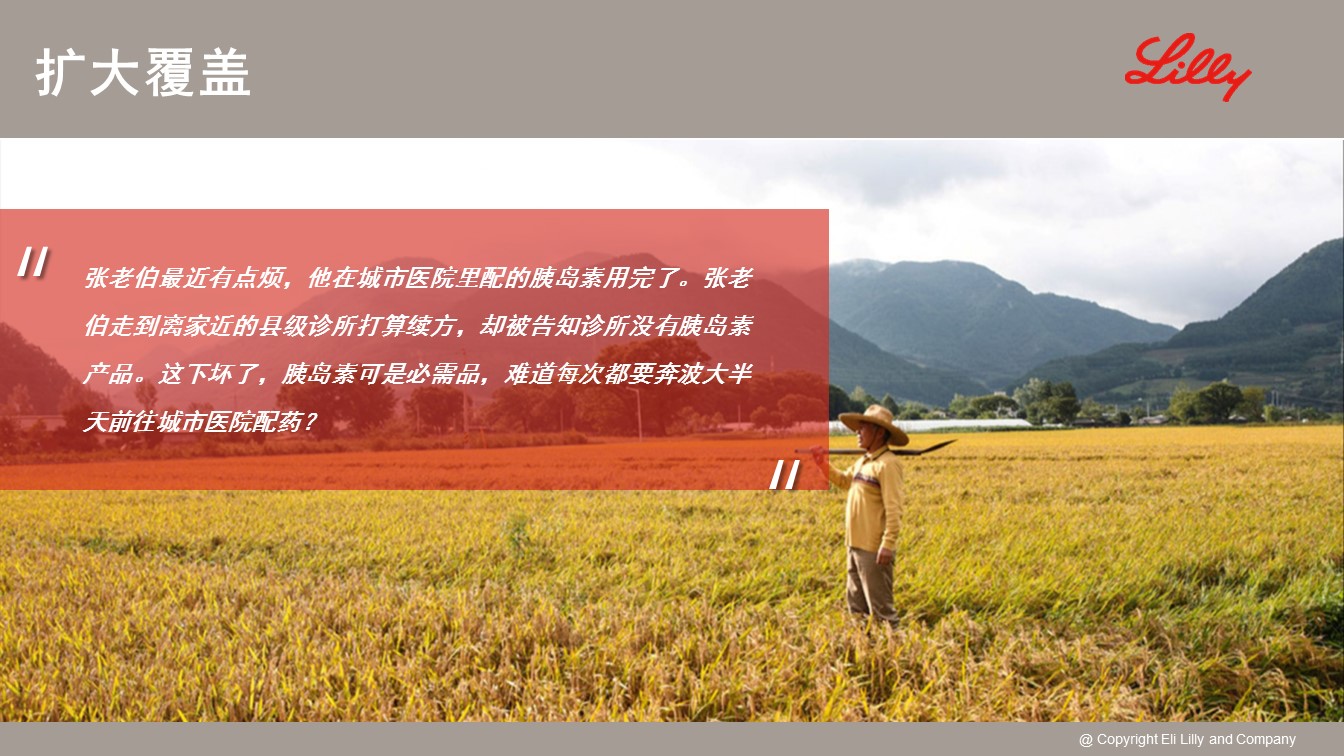 扩大覆盖
Lilly
"
张老伯最近有点烦，他在城市医院里配的胰岛素用完了。张老
伯走到离家近的县级诊所打算续方，却被告知诊所没有胰岛素
产品。这下坏了，胰岛素可是必需品，难道每次都要奔波大半
天前往城市医院配药？
"
@ Copyright Eli Lilly and Company